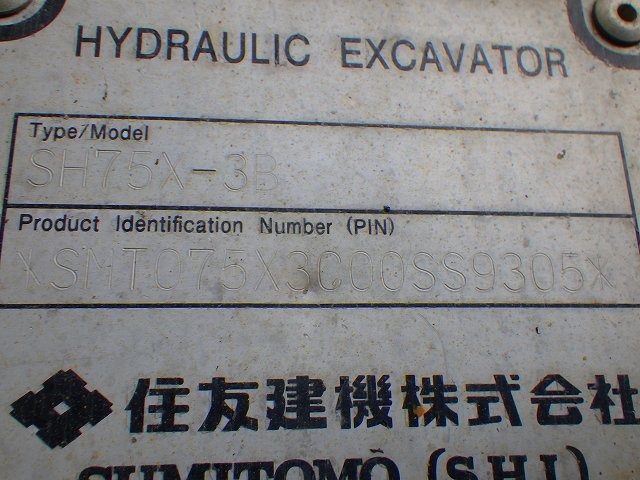 HYDRAULIC EXCAVATOR
Type/Model
SH75X-3B
Product Identification Number (PIN)
*SMT075X3C00SS9305*
住友建機株式会社
SUMITOMO (S.H.I.)